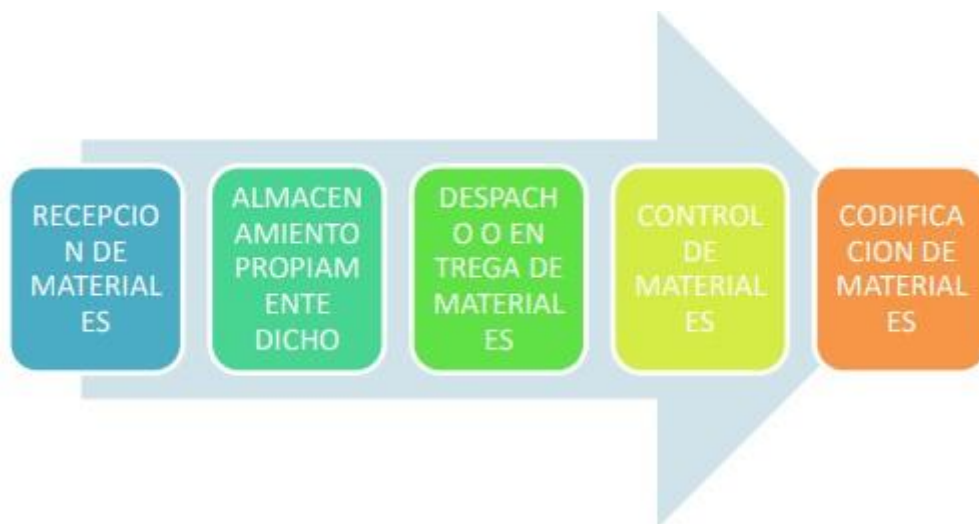 RECEPCIO
N DE
MATERIAL
ES
ALMACEN
AMIENTO
PROPIAM
ENTE
DICHO
DESPACH
O O EN
TREGA DE
MATERIAL
ES
CONTROL
DE
MATERIAL
ES
CODIFICA
CION DE
MATERIAL
ES